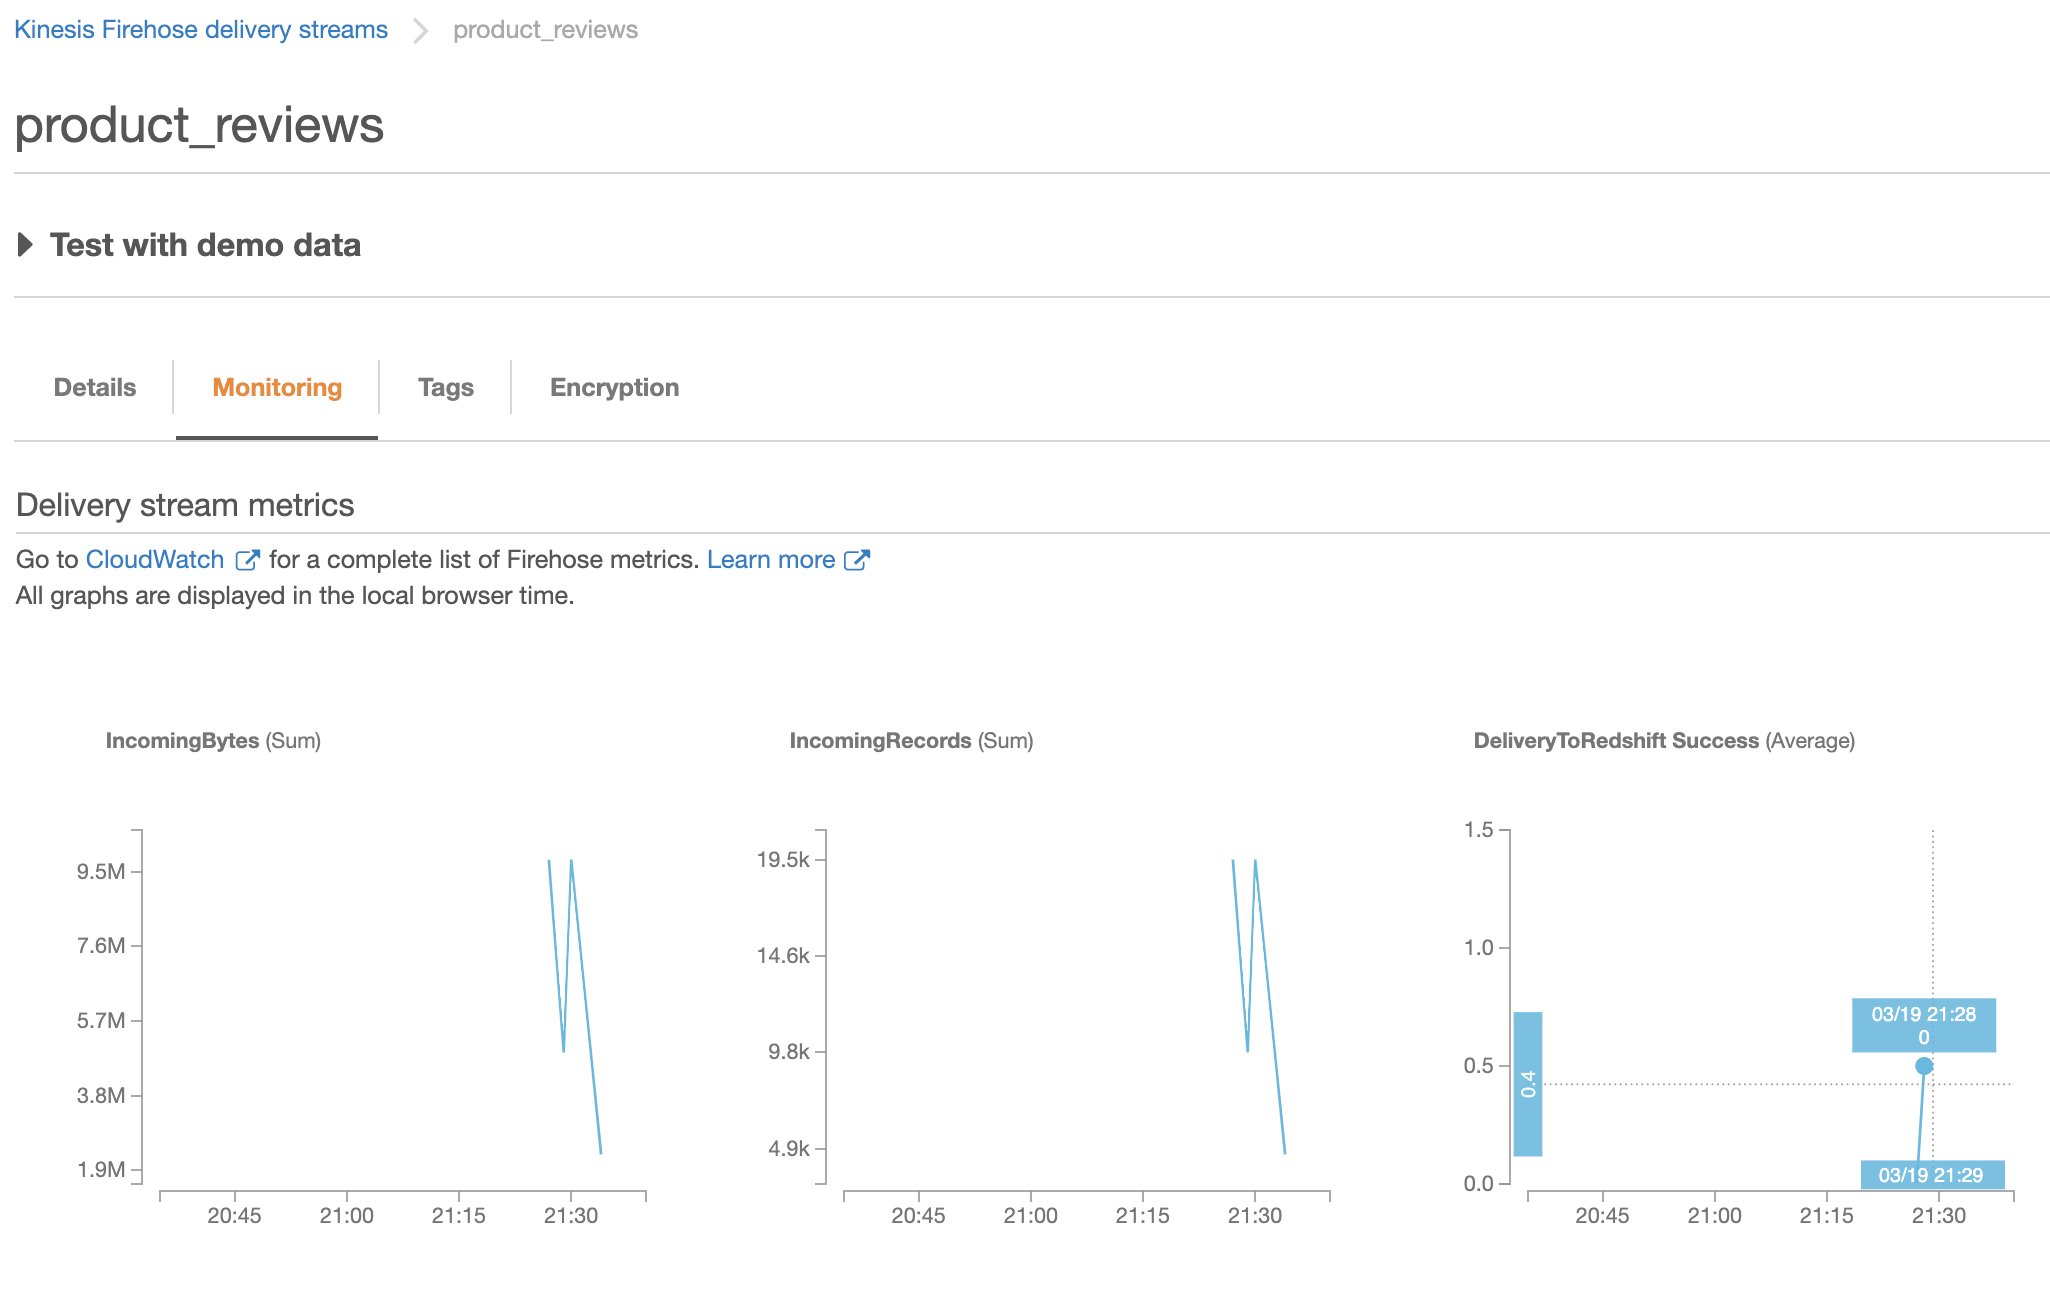 Kinesis Firehose delivery streams > product_reviews
product_reviews
Test with demo data
Details Monitoring Tags Encryption
Delivery stream metrics
Go to CloudWatch for a complete list of Firehose metrics. Learn more
All graphs are displayed in the local browser time.
IncomingBytes (Sum)
9.5M
7.6M
5.7M
3.8M
1.9M
20:45 21:00 21:15 21:30
IncomingRecords (Sum)
19.5k
14.6k
9.8k
4.9k
20:45 21:00 21:15 21:30
DeliveryToRedshift Success (Average)
1.5
1.0
0.5
0.0
0.4
03/19 21:28
0
03/19 21:29
20:45 21:00 21:15 21:30